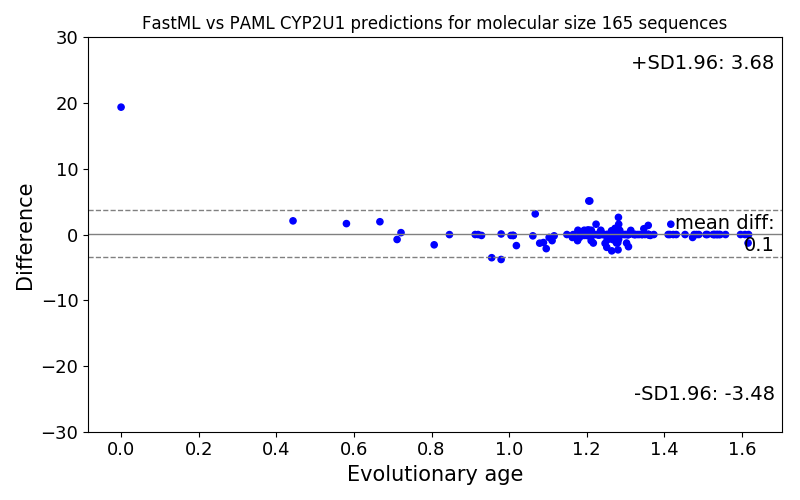 FastML vs PAML CYP2U1 predictions for molecular size 165 sequences
30
+SD1.96: 3.68
20
10
mean diff:
0
0.1
−10
−20
-SD1.96: -3.48
−30
Difference
0.0 0.2 0.4 0.6 0.8 1.0 1.2 1.4 1.6
Evolutionary age